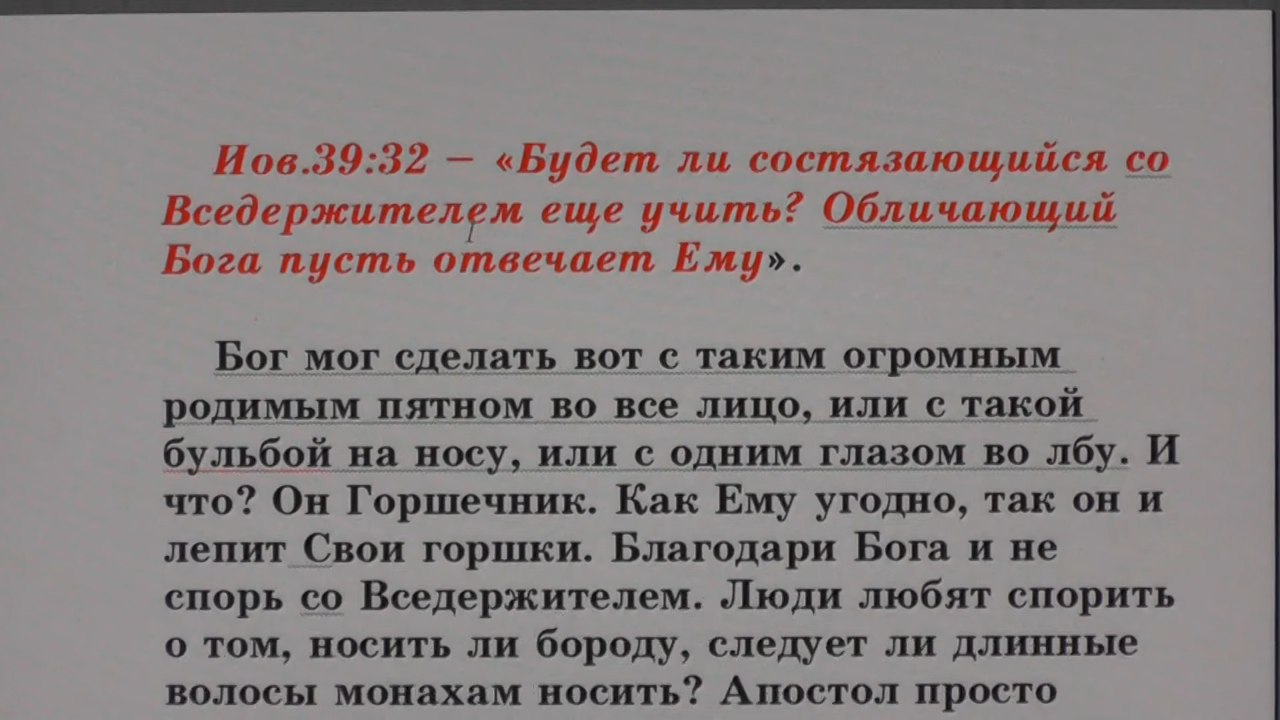 Иов.39:32 – «Будет ли состязающийся со
Вседержителем еще учить? Обличающий
Бога пусть отвечает Ему».
Бог мог сделать вот с таким огромным
родимым пятном во все лицо, или с такой
бульбой на носу, или с одним глазом во лбу. И
что? Он Горшечник. Как Ему угодно, так он и
лепит Свои горшки. Благодари Бога и не
спорь со Вседержителем. Люди любят спорить
о том, носить ли бороду, следует ли длинные
волосы монахам носить? Апостол просто